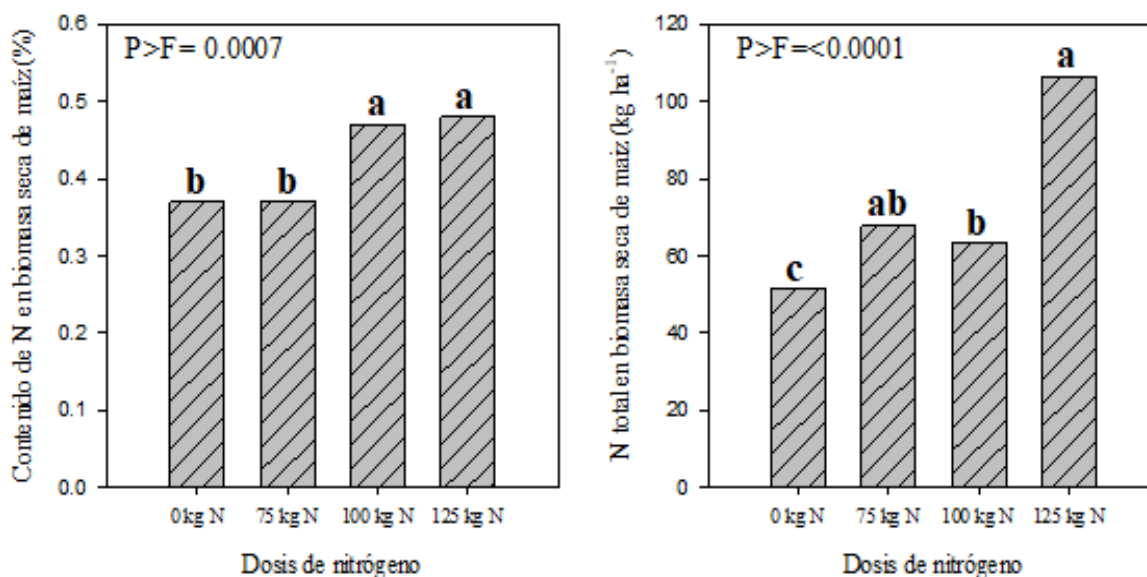 P>F= 0.0007
Contenido de N en biomasa seca de maíz (%)
0.6
0.5
0.4
0.3
0.2
0.1
0.0
b
b
a
a
0 kg N
75 kg N
100 kg N
125 kg N
Dosis de nitrógeno
P>F=<0.0001
N total en biomasa seca de maiz (kg ha⁻¹)
120
100
80
60
40
20
0
c
ab
b
a
0 kg N
75 kg N
100 kg N
125 kg N
Dosis de nitrógeno